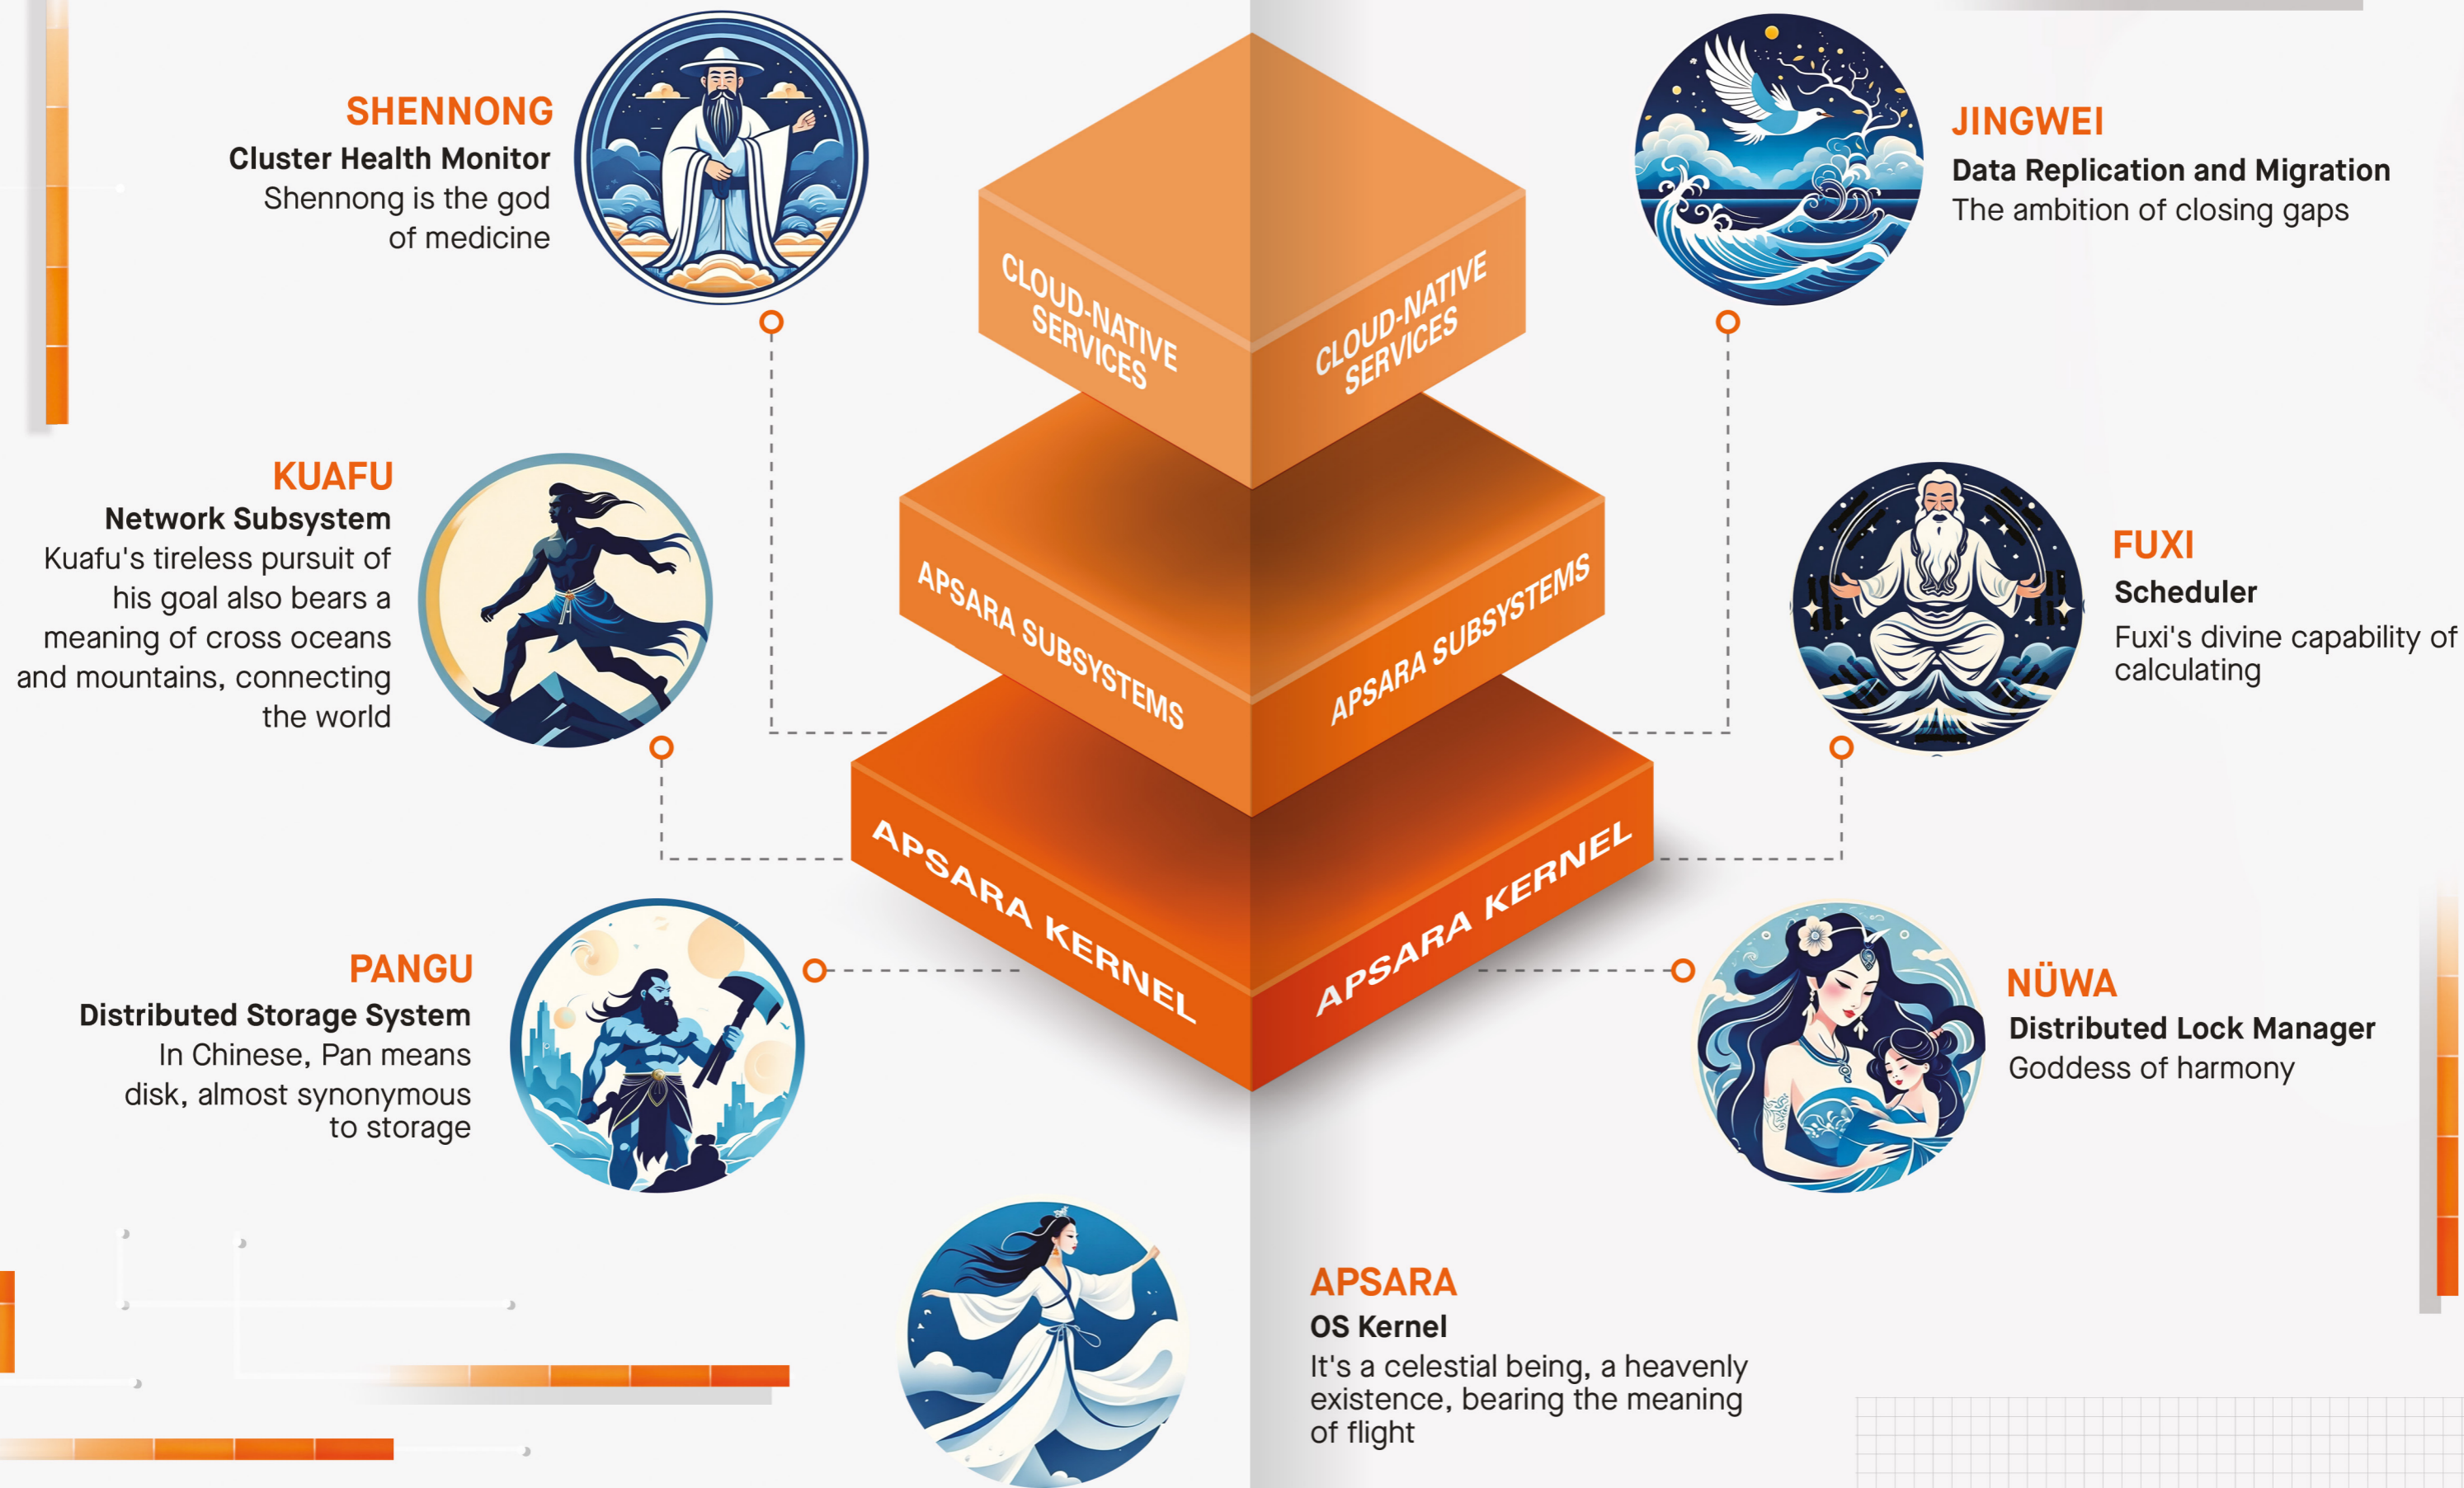 SHENNONG
Cluster Health Monitor
Shennong is the god
of medicine
JINGWEI
Data Replication and Migration
The ambition of closing gaps
CLOUD-NATIVE
SERVICES
CLOUD-NATIVE
SERVICES
KUAFU
Network Subsystem
Kuafu's tireless pursuit of
his goal also bears a
meaning of cross oceans
and mountains, connecting
the world
APSARA SUBSYSTEMS
APSARA SUBSYSTEMS
FUXI
Scheduler
Fuxi's divine capability of
calculating
APSARA KERNEL
APSARA KERNEL
PANGU
Distributed Storage System
In Chinese, Pan means
disk, almost synonymous
to storage
NÜWA
Distributed Lock Manager
Goddess of harmony
APSARA
OS Kernel
It's a celestial being, a heavenly
existence, bearing the meaning
of flight